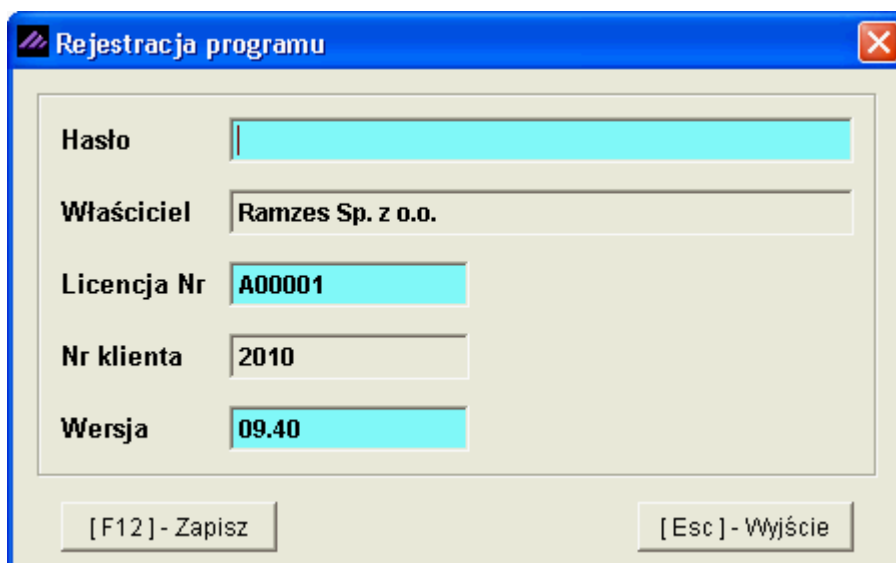 Rejestracja programu
Hasło
Właściciel Ramzes Sp. z o.o.
Licencja Nr A00001
Nr klienta 2010
Wersja 09.40
[ F12 ] - Zapisz [ Esc ] - Wyjście